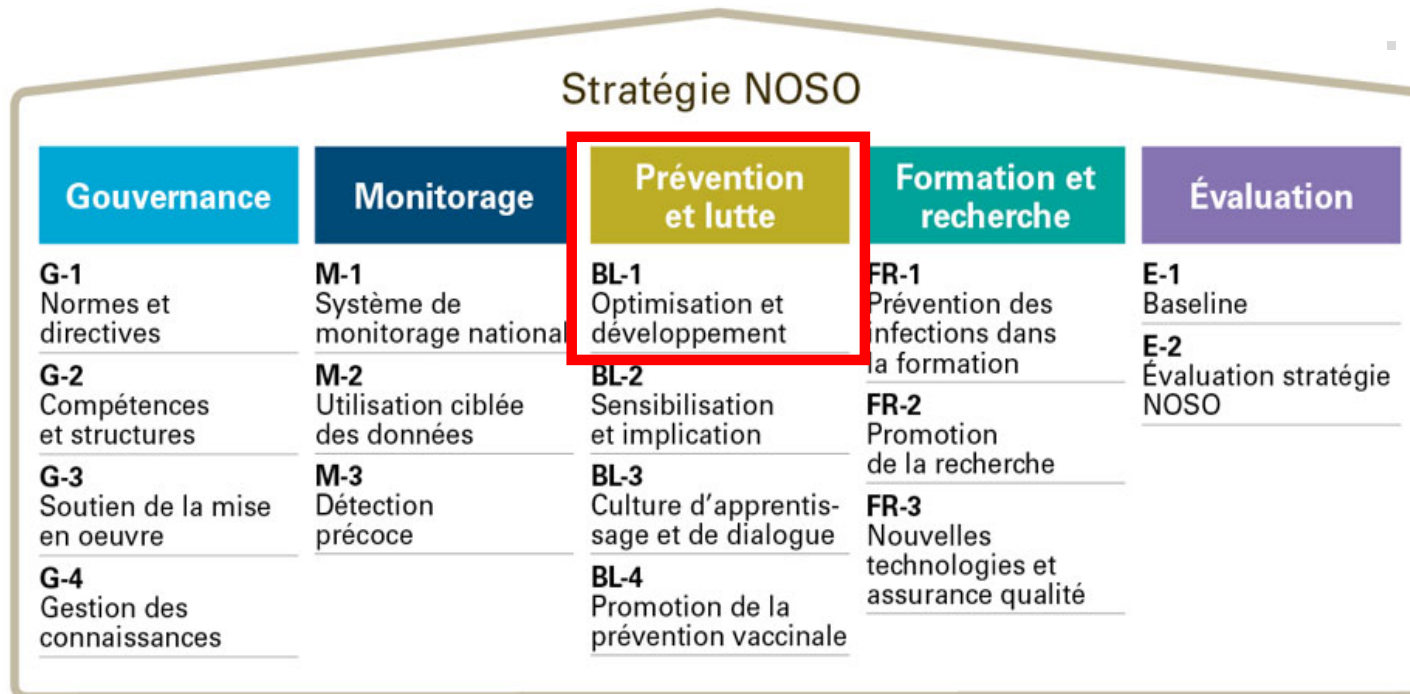 Stratégie NOSO
Gouvernance
G-1
Normes et
directives
G-2
Compétences
et structures
G-3
Soutien de la mise
en oeuvre
G-4
Gestion des
connaissances
Monitorage
M-1
Système de
monitorage national
M-2
Utilisation ciblée
des données
M-3
Détection
précoce
Prévention
et lutte
BL-1
Optimisation et
développement
BL-2
Sensibilisation
et implication
BL-3
Culture d'apprentis-
sage et de dialogue
BL-4
Promotion de la
prévention vaccinale
Formation et
recherche
FR-1
Prévention des
infections dans
la formation
FR-2
Promotion
de la recherche
FR-3
Nouvelles
technologies et
assurance qualité
Évaluation
E-1
Baseline
E-2
Évaluation stratégie
NOSO